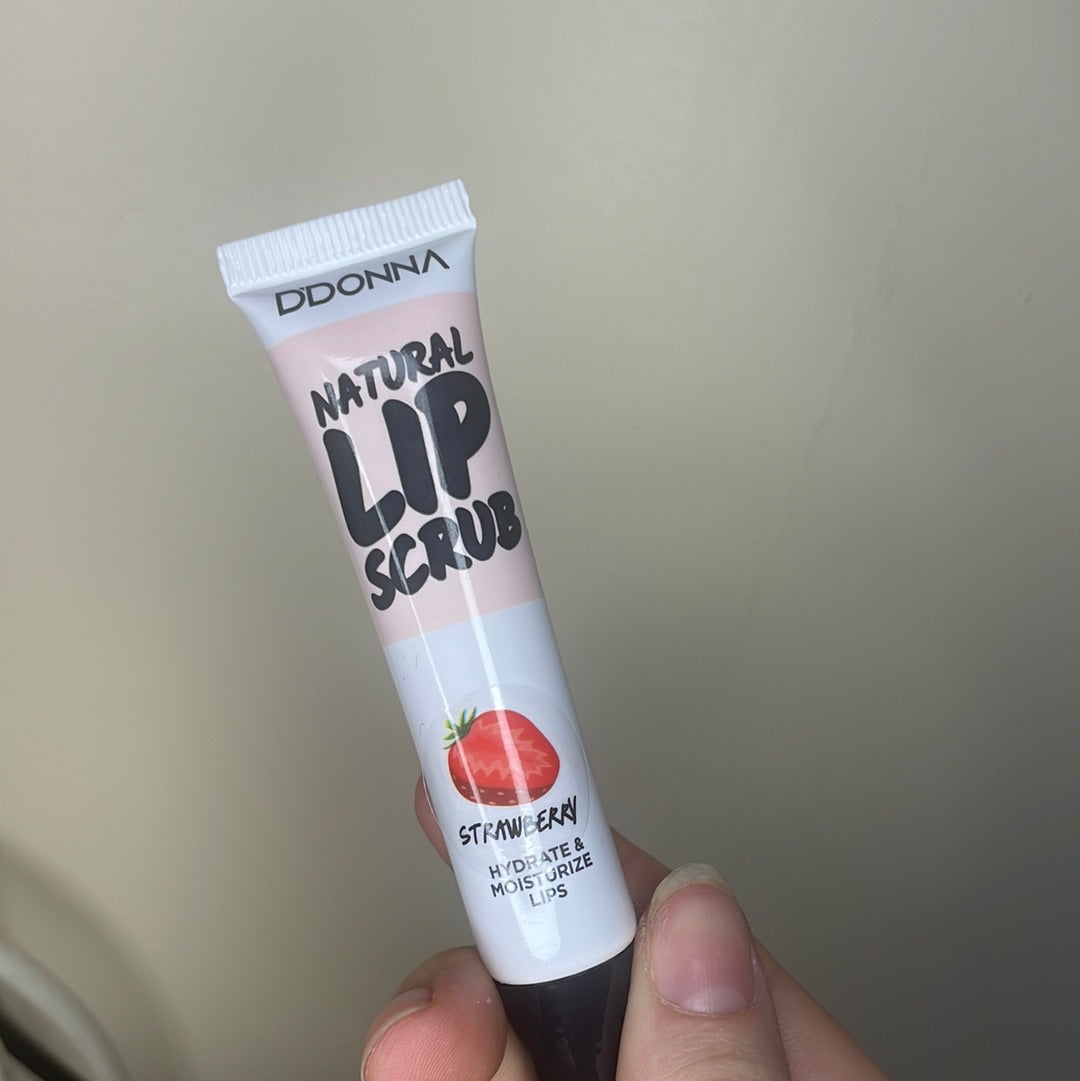 D'DONNA
NATURAL
LIP
SCRUB
STRAWBERRY
HYDRATE &
MOISTURIZE
LIPS